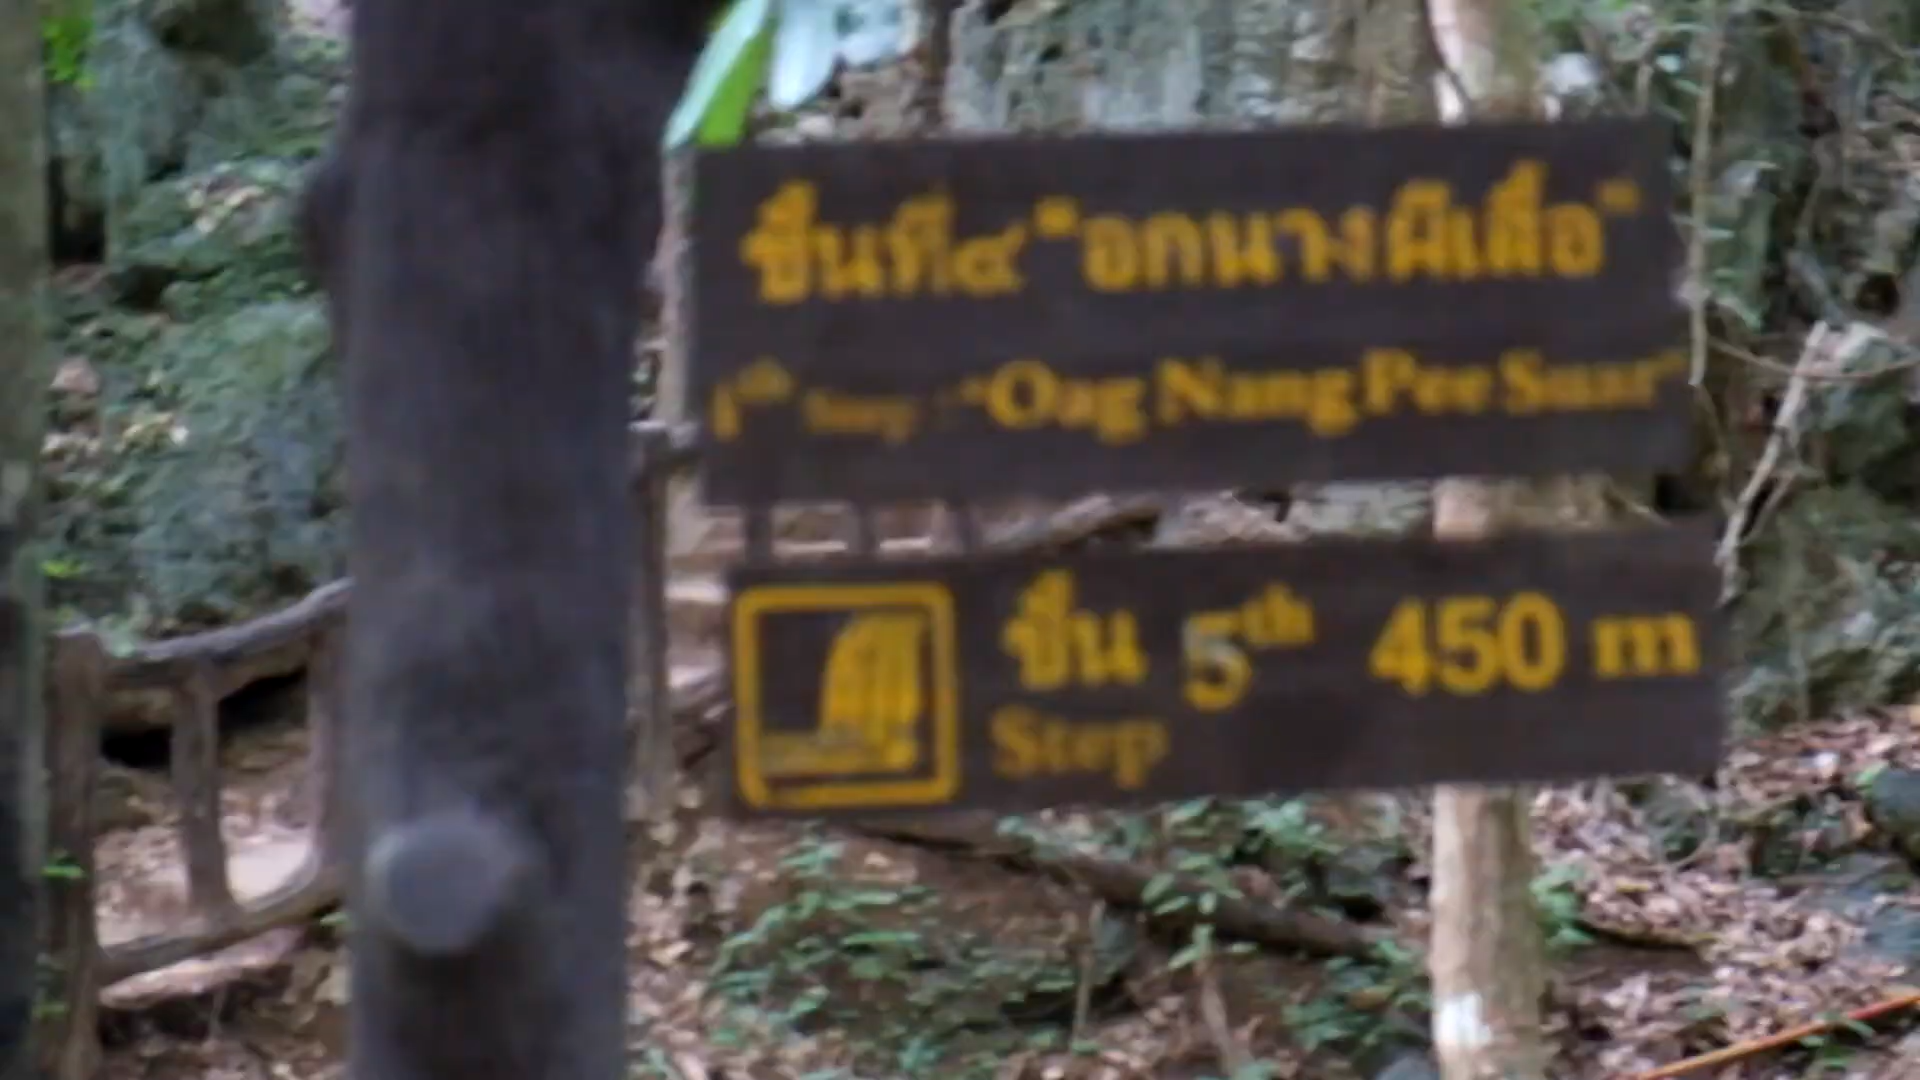 ชั้นที่๔ "อกนางผีเสื้อ"
th Step : "Oag Nang Pee Suar"
ชั้น 5th 450 m
Step